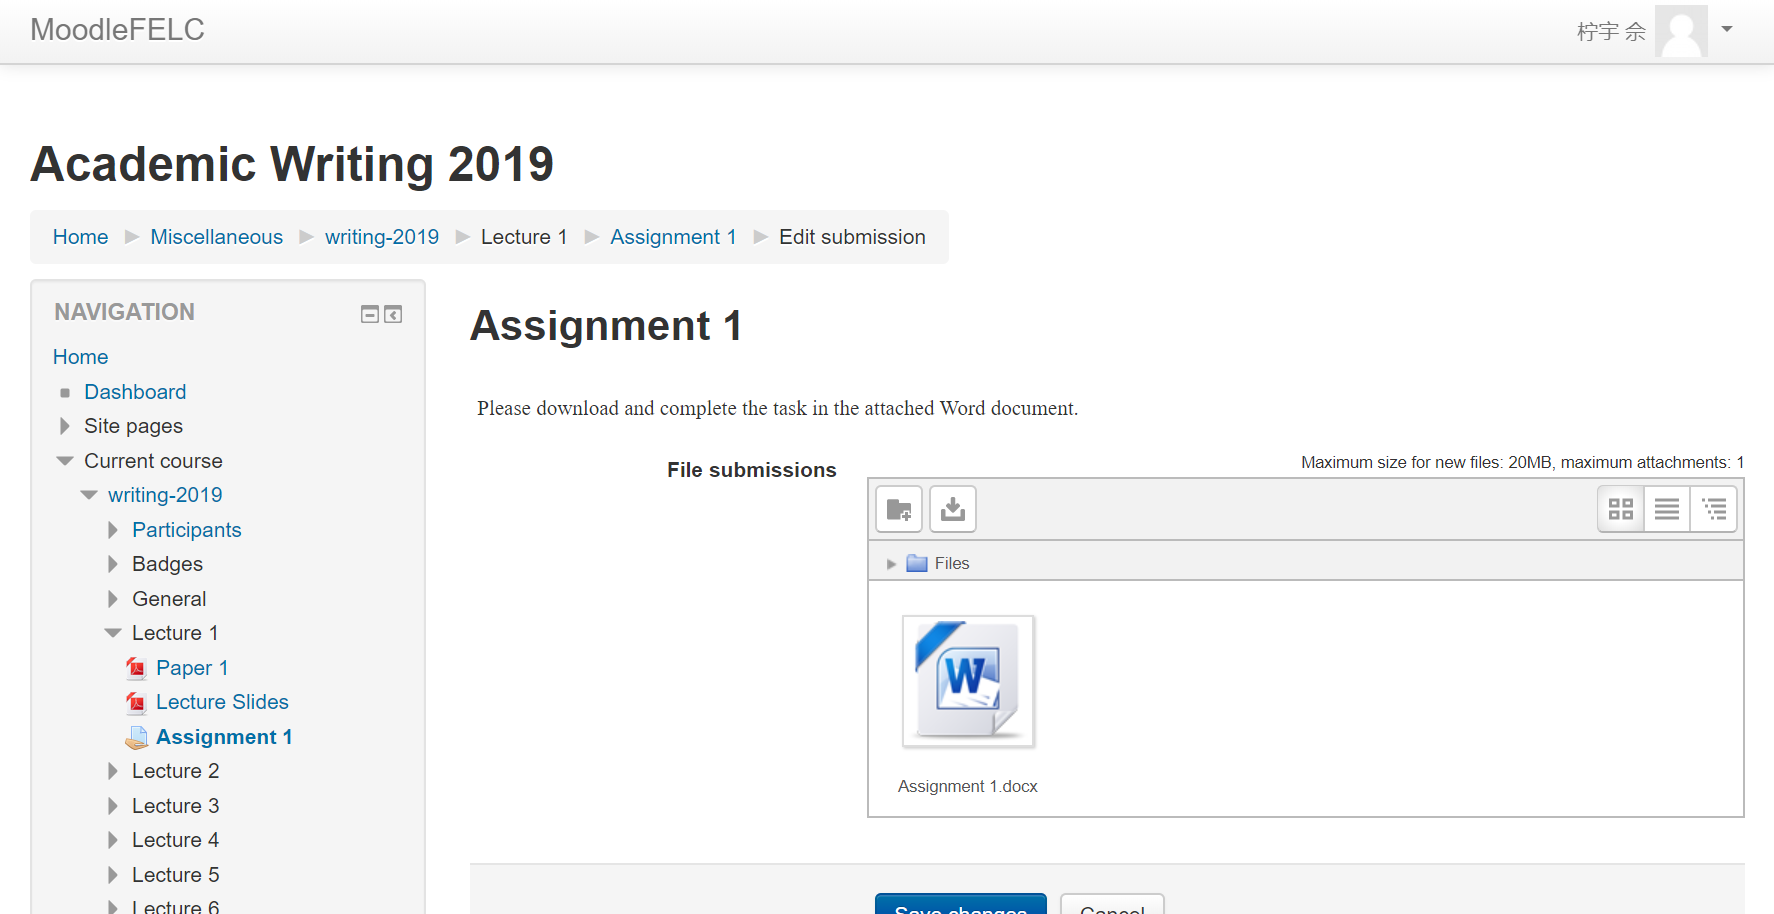 MoodleFELC
柠宇 佘
Academic Writing 2019
Home Miscellaneous writing-2019 Lecture 1 Assignment 1 Edit submission
NAVIGATION
Home
Dashboard
Site pages
Current course
writing-2019
Participants
Badges
General
Lecture 1
Paper 1
Lecture Slides
Assignment 1
Lecture 2
Lecture 3
Lecture 4
Lecture 5
Lecture 6
Assignment 1
Please download and complete the task in the attached Word document.
File submissions
Maximum size for new files: 20MB, maximum attachments: 1
Files
W
Assignment 1.docx
Save changes Cancel